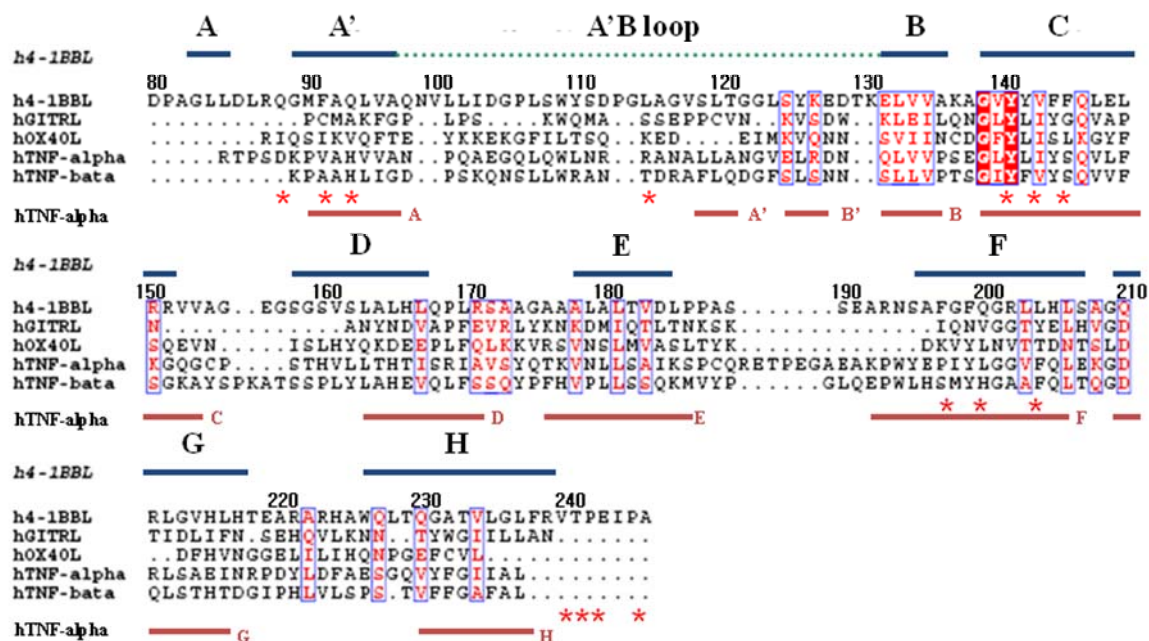 A A' A'B loop B C
h4-1BBL
80 90 100 110 120 130 140
h4-1BBL DPAGLLDLRQGMFAQLVAQNVLLIDGPLSWYSDPGLAGVSLTGGLSYKEDTKELVVAKAGVYYVFFQLEL
hGITRL ...........PCMAKFGP.LPS....KWQMA..SSEPPCVN..KVSDW..KLEILQNGLYLIYGQVAP
hOX40L ........RIQSIKVQFTE.YKKEKGFILTSQ..KED....EIMKVQNN..SVIINCDGFYLISLKGYF
hTNF-alpha .....RTPSDKPVAHVVAN..PQAEGQLQWLNR..RANALLANGVELRDN..QLVVPSEGLYLIYSQVLF
hTNF-bata ..........KPAAHLIGD..PSKQNSLLWRAN..TDRAFLQDGFSLSNN..SLLVPTSGIYFVYSQVVF
* * * * * * *
hTNF-alpha A A' B' B
D E F
h4-1BBL
150 160 170 180 190 200 210
h4-1BBL RRVVAG..EGSGSVSLALHLQPLRSAAGAAALALTVDLPPAS.......SEARNSAFGFQGRLLHLSAGQ
hGITRL N.............ANYNDVAPFEVRLYKNKDMIQTLTNKSK............IQNVGGTYELHVGD
hOX40L SQEVN.....ISLHYQKDEEPLFQLKKVRSVNSLMVASLTYK...........DKVYLNVTTDNTSLD
hTNF-alpha KGQGCP...STHVLLTHTISRIAVSYQTKVNLLSAIKSPCQRETPEGAEAKPWYEPIYLGGVFQLEKGD
hTNF-bata SGKAYSPKATSSPLYLAHEVQLFSSQYPFHVPLLSSQKMVYP......GLQEPWLHSMYHGAAFQLTQGD
* * *
hTNF-alpha C D E F
G H
h4-1BBL
220 230 240
h4-1BBL RLGVHLHTEARARHAWQLTQGATVLGLFRVTPEIPA
hGITRL TIDLIFN.SEHQVLKNN.TYWGIILLAN........
hOX40L ..DFHVNGGELILIHQNPGEFCVL............
hTNF-alpha RLSAEINRPDYLDFAESGQVYFGIIAL.........
hTNF-bata QLSTHTDGIPHLVLSPS.TVFFGAFAL.........
* * * *
hTNF-alpha G H